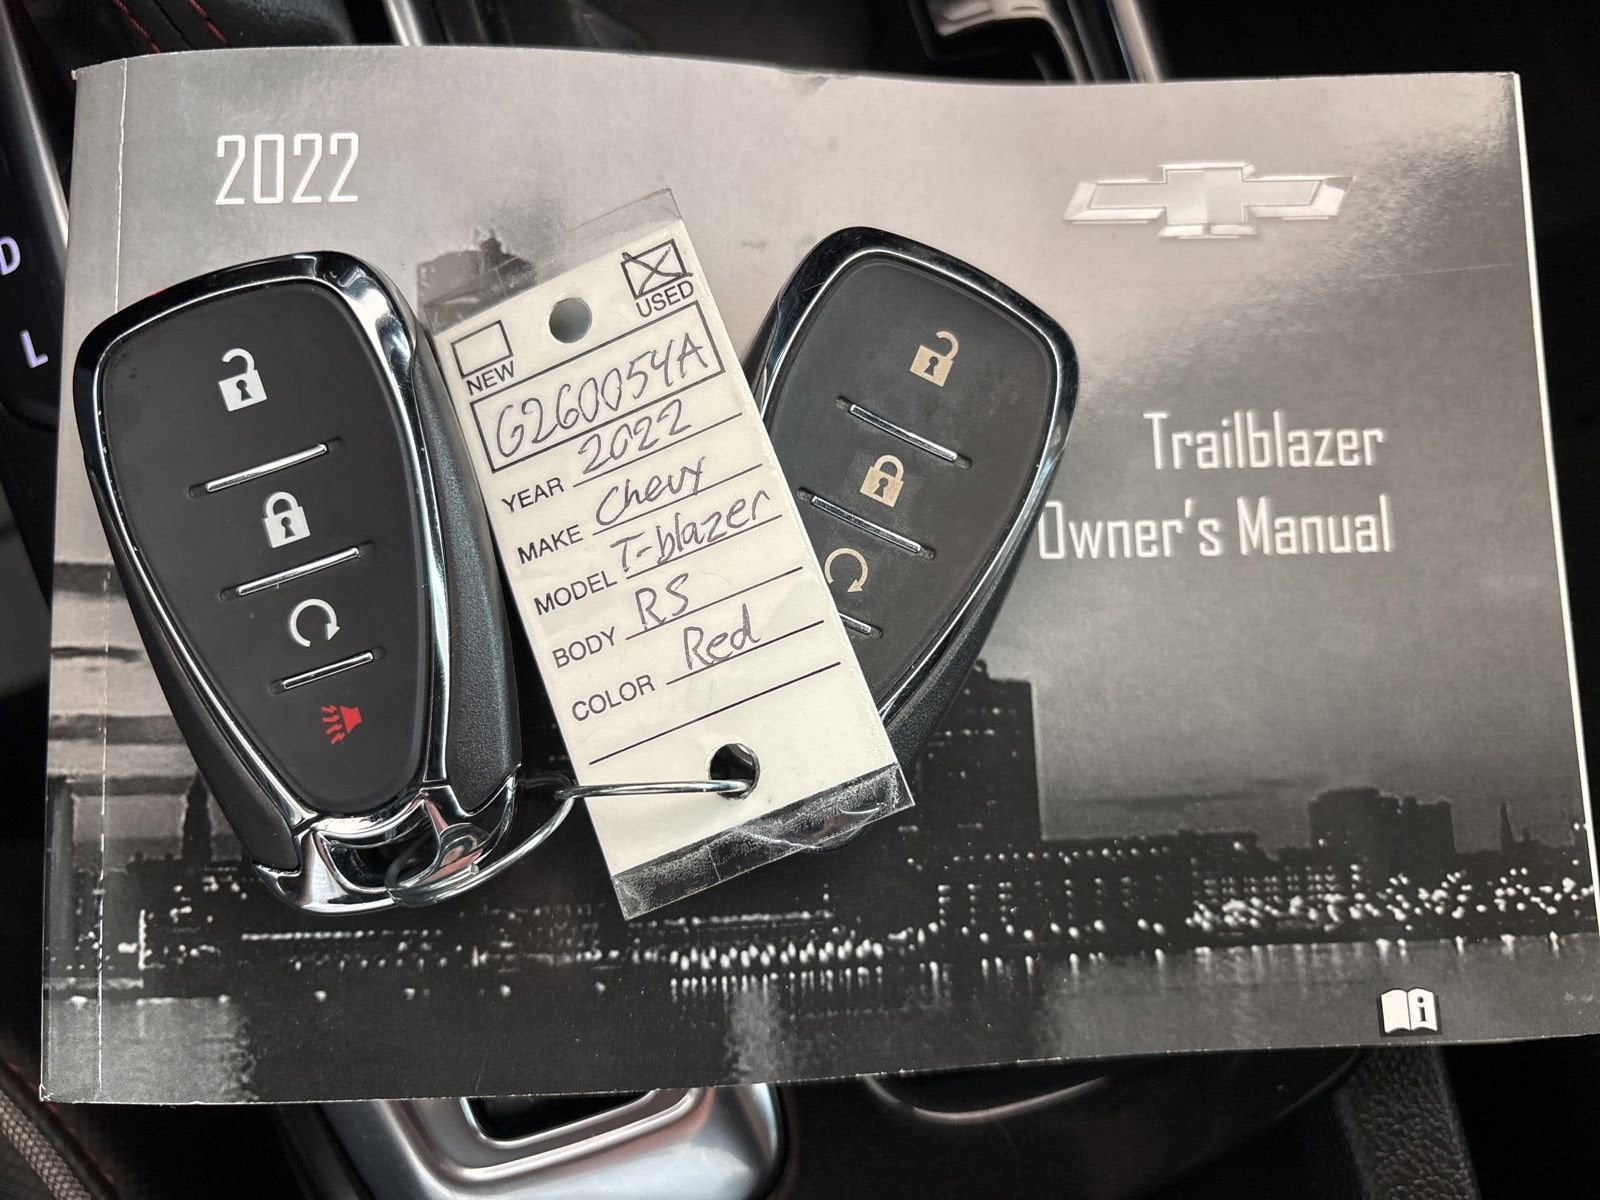 2022
D
L
USED
NEW
G260054A
YEAR 2022
MAKE Chevy
MODEL T-blazer
BODY RS
COLOR Red
Trailblazer
Owner's Manual
i